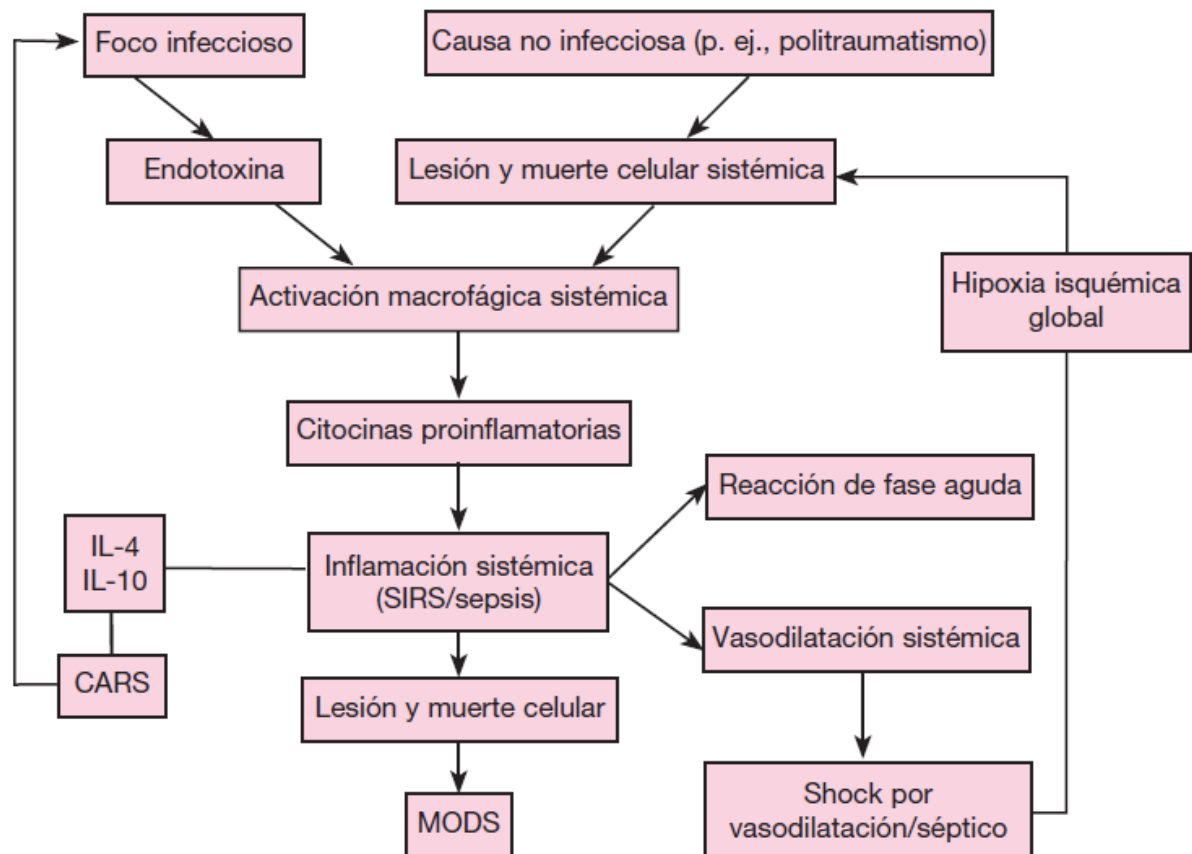 Foco infeccioso
Causa no infecciosa (p. ej., politraumatismo)
Endotoxina
Lesión y muerte celular sistémica
Activación macrofágica sistémica
Hipoxia isquémica
global
Citocinas proinflamatorias
Reacción de fase aguda
IL-4
IL-10
Inflamación sistémica
(SIRS/sepsis)
Vasodilatación sistémica
CARS
Lesión y muerte celular
MODS
Shock por
vasodilatación/séptico